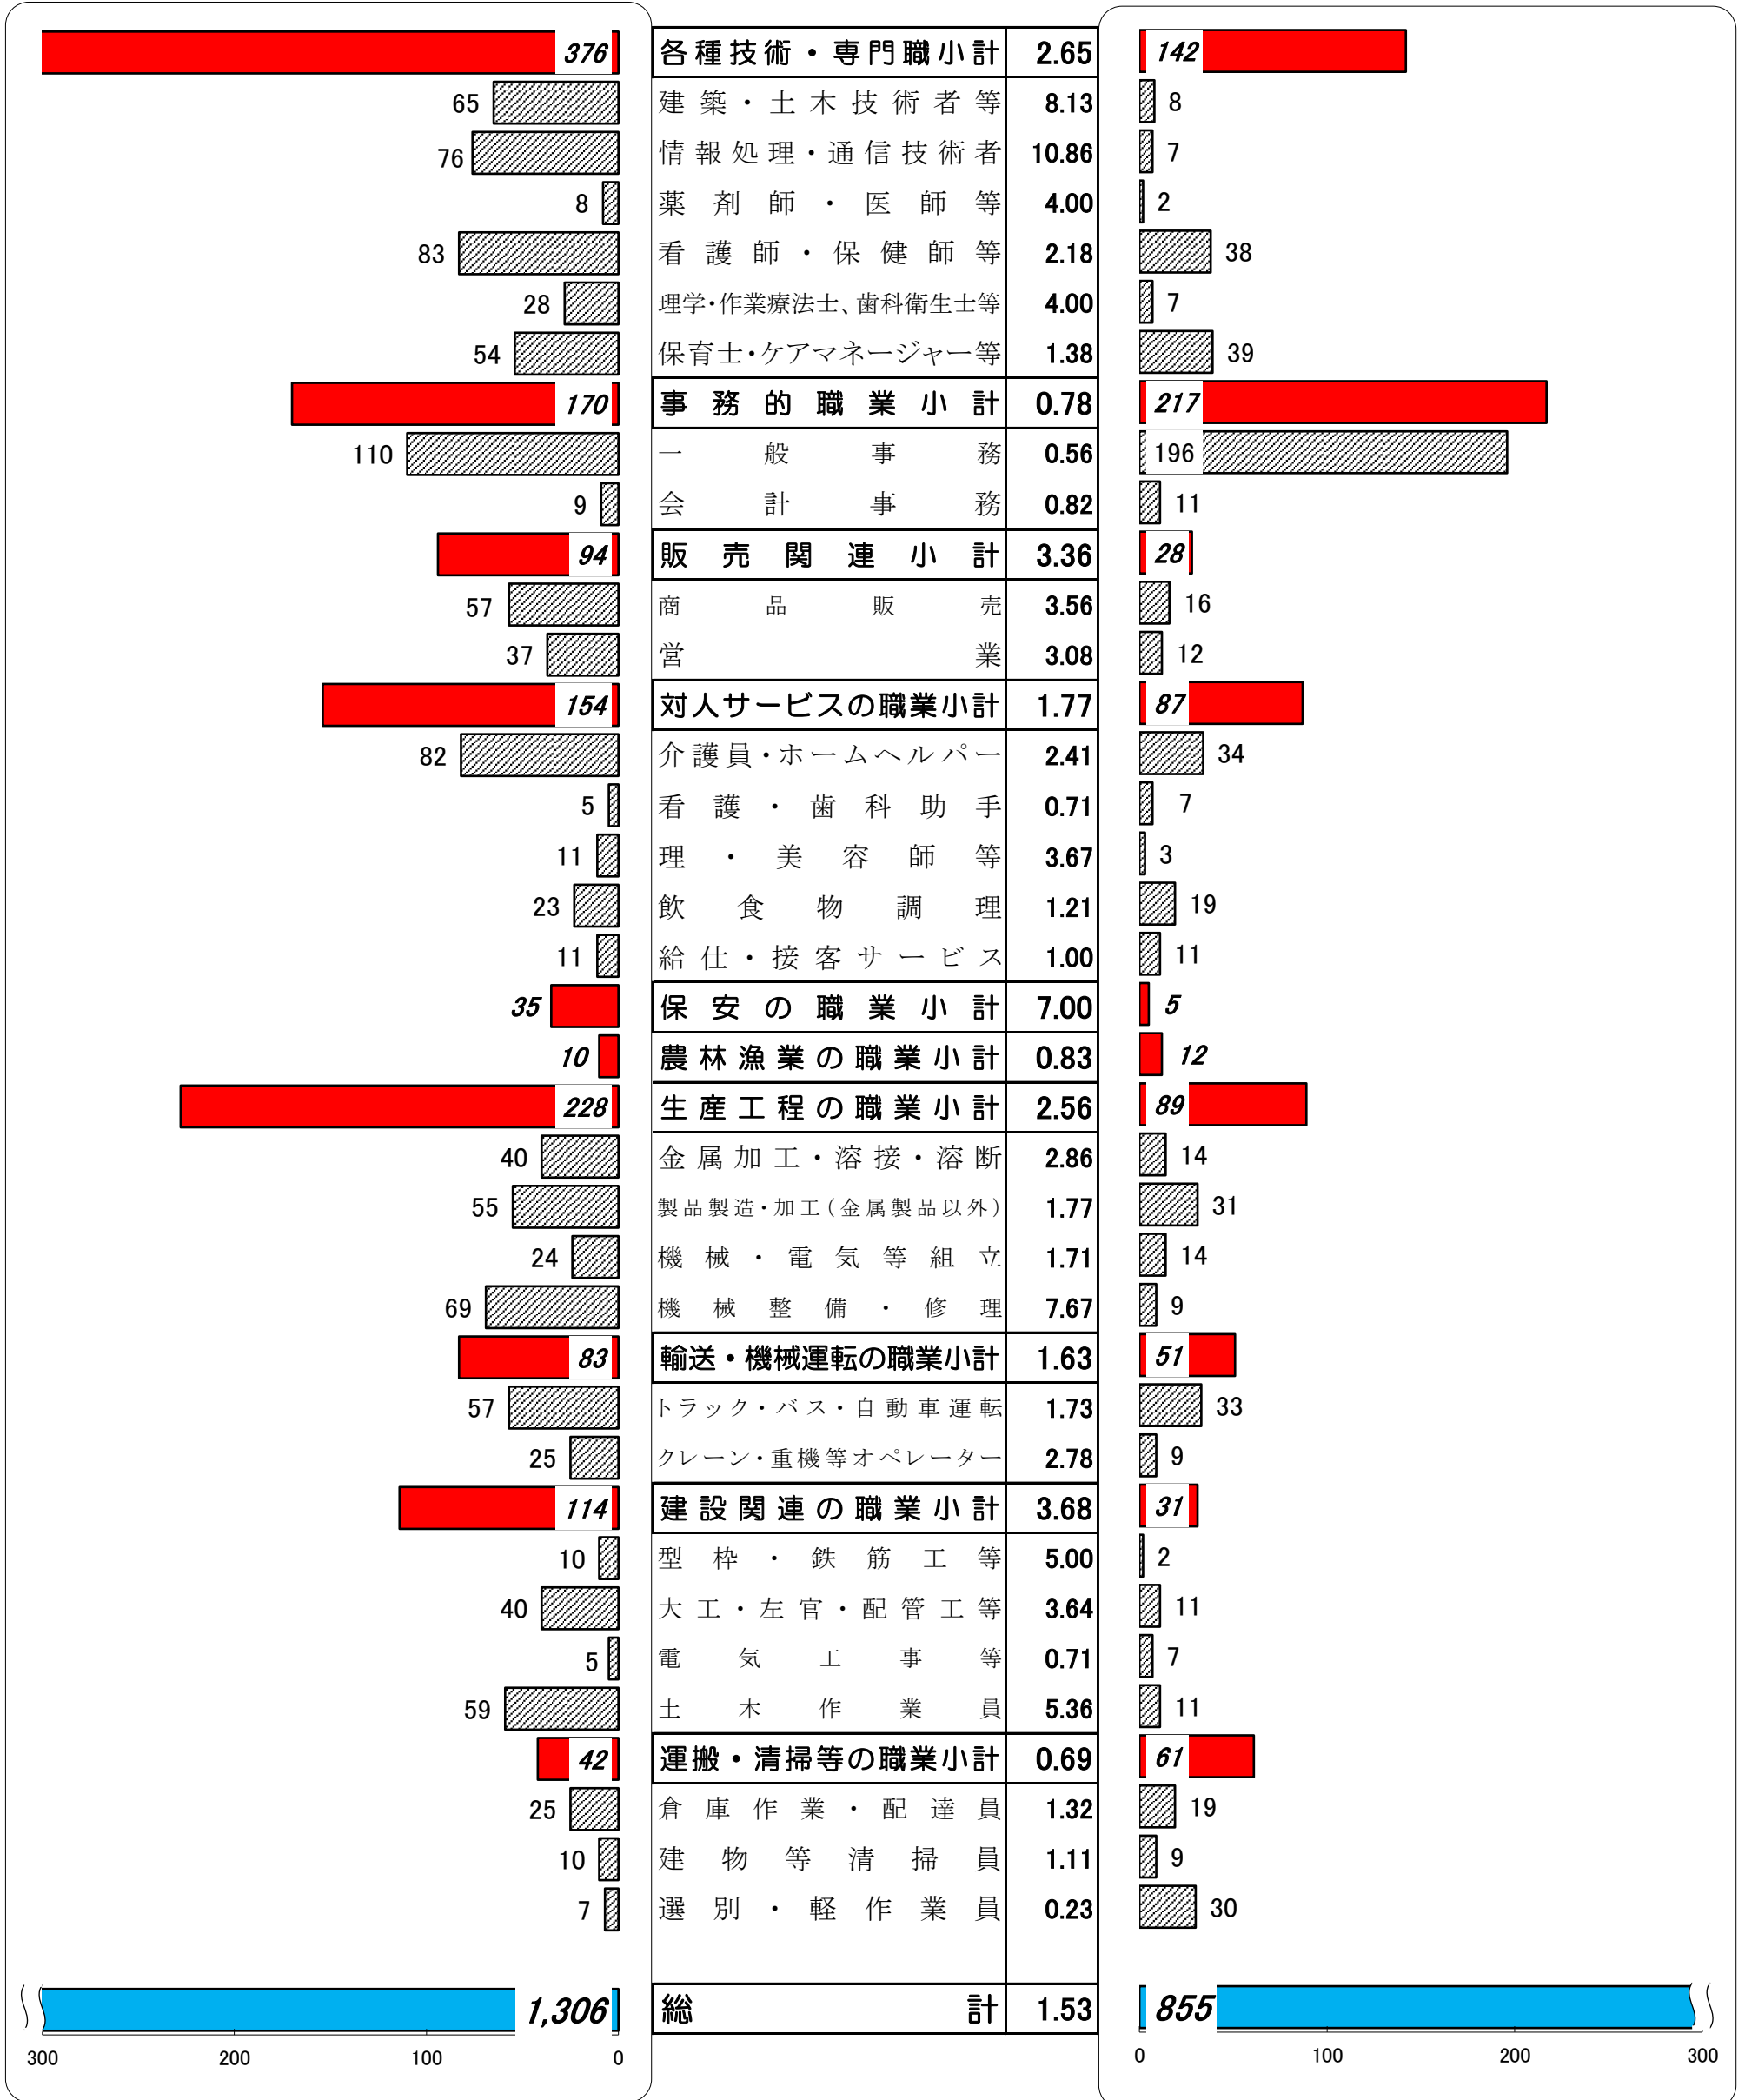 376 各種技術・専門職小計 2.65 142
65 建築・土木技術者等 8.13 8
76 情報処理・通信技術者 10.86 7
8 薬剤師・医師等 4.00 2
83 看護師・保健師等 2.18 38
28 理学・作業療法士、歯科衛生士等 4.00 7
54 保育士・ケアマネージャー等 1.38 39
170 事務的職業小計 0.78 217
110 一般事務 0.56 196
9 会計事務 0.82 11
94 販売関連小計 3.36 28
57 商品販売 3.56 16
37 営業 3.08 12
154 対人サービスの職業小計 1.77 87
82 介護員・ホームヘルパー 2.41 34
5 看護・歯科助手 0.71 7
11 理・美容師等 3.67 3
23 飲食物調理 1.21 19
11 給仕・接客サービス 1.00 11
35 保安の職業小計 7.00 5
10 農林漁業の職業小計 0.83 12
228 生産工程の職業小計 2.56 89
40 金属加工・溶接・溶断 2.86 14
55 製品製造・加工（金属製品以外） 1.77 31
24 機械・電気等組立 1.71 14
69 機械整備・修理 7.67 9
83 輸送・機械運転の職業小計 1.63 51
57 トラック・バス・自動車運転 1.73 33
25 クレーン・重機等オペレーター 2.78 9
114 建設関連の職業小計 3.68 31
10 型枠・鉄筋工等 5.00 2
40 大工・左官・配管工等 3.64 11
5 電気工事等 0.71 7
59 土木作業員 5.36 11
42 運搬・清掃等の職業小計 0.69 61
25 倉庫作業・配達員 1.32 19
10 建物等清掃員 1.11 9
7 選別・軽作業員 0.23 30
1,306 総計 1.53 855
300 200 100 0 0 100 200 300